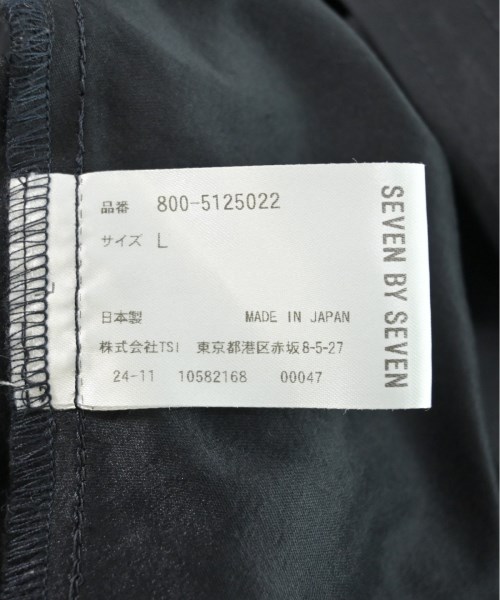 品番 800-5125022
サイズ L
日本製 MADE IN JAPAN
株式会社TSI 東京都港区赤坂8-5-27
24-11 10582168 00047
SEVEN BY SEVEN